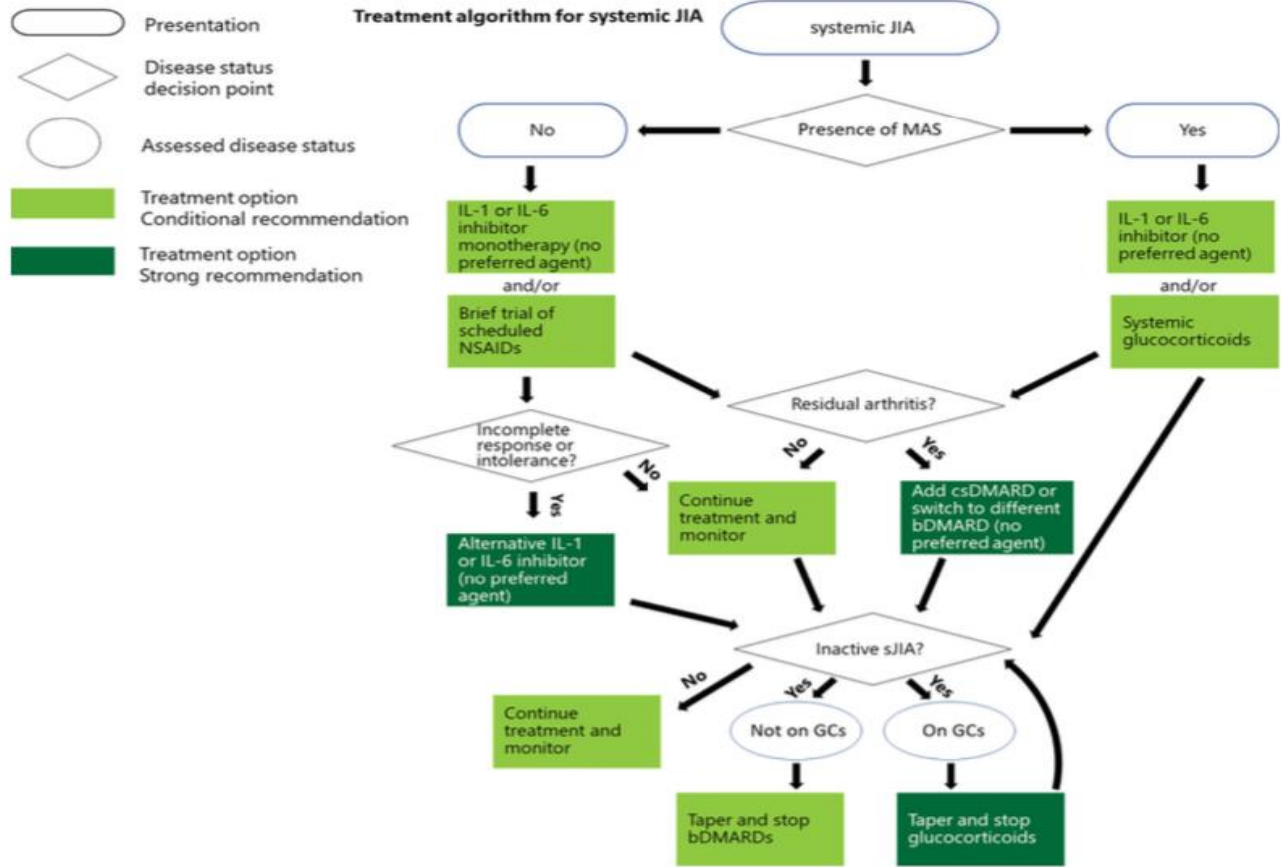 Treatment algorithm for systemic JIA
Presentation
Disease status
decision point
Assessed disease status
Treatment option
Conditional recommendation
Treatment option
Strong recommendation
systemic JIA
Presence of MAS
No
Yes
IL-1 or IL-6
inhibitor
monotherapy (no
preferred agent)
and/or
Brief trial of
scheduled
NSAIDs
IL-1 or IL-6
inhibitor (no
preferred agent)
and/or
Systemic
glucocorticoids
Residual arthritis?
Incomplete
response or
intolerance?
No
Yes
No
Yes
Continue
treatment and
monitor
Add csDMARD or
switch to different
bDMARD (no
preferred agent)
Alternative IL-1
or IL-6 inhibitor
(no preferred
agent)
Inactive sJIA?
No
Yes
Yes
Continue
treatment and
monitor
Not on GCs
On GCs
Taper and stop
bDMARDs
Taper and stop
glucocorticoids